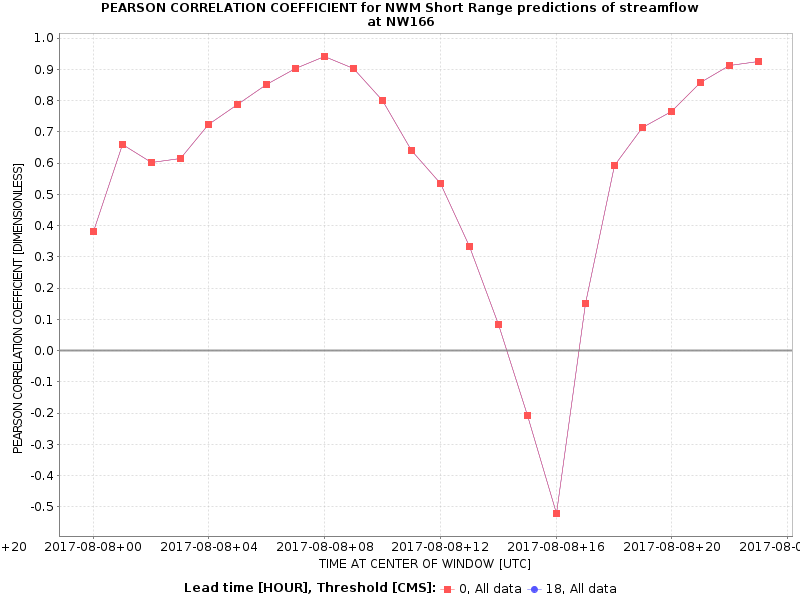 PEARSON CORRELATION COEFFICIENT for NWM Short Range predictions of streamflow
at NW166
1.0
0.9
0.8
0.7
0.6
0.5
0.4
0.3
0.2
0.1
0.0
-0.1
-0.2
-0.3
-0.4
-0.5
PEARSON CORRELATION COEFFICIENT [DIMENSIONLESS]
+20 2017-08-08+00 2017-08-08+04 2017-08-08+08 2017-08-08+12 2017-08-08+16 2017-08-08+20 2017-08-0
TIME AT CENTER OF WINDOW [UTC]
Lead time [HOUR], Threshold [CMS]: 0, All data 18, All data